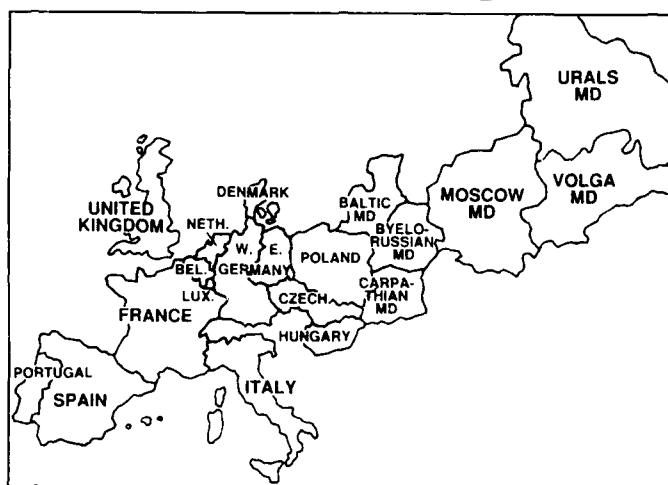 URALS
MD
VOLGA
MD
MOSCOW
MD
BALTIC
MD
BYELO-
RUSSIAN
MD
CARPA-
THIAN
MD
DENMARK
UNITED
KINGDOM
NETH.
W.
E.
GERMANY
POLAND
BEL.
LUX.
CZECH.
FRANCE
HUNGARY
PORTUGAL
SPAIN
ITALY